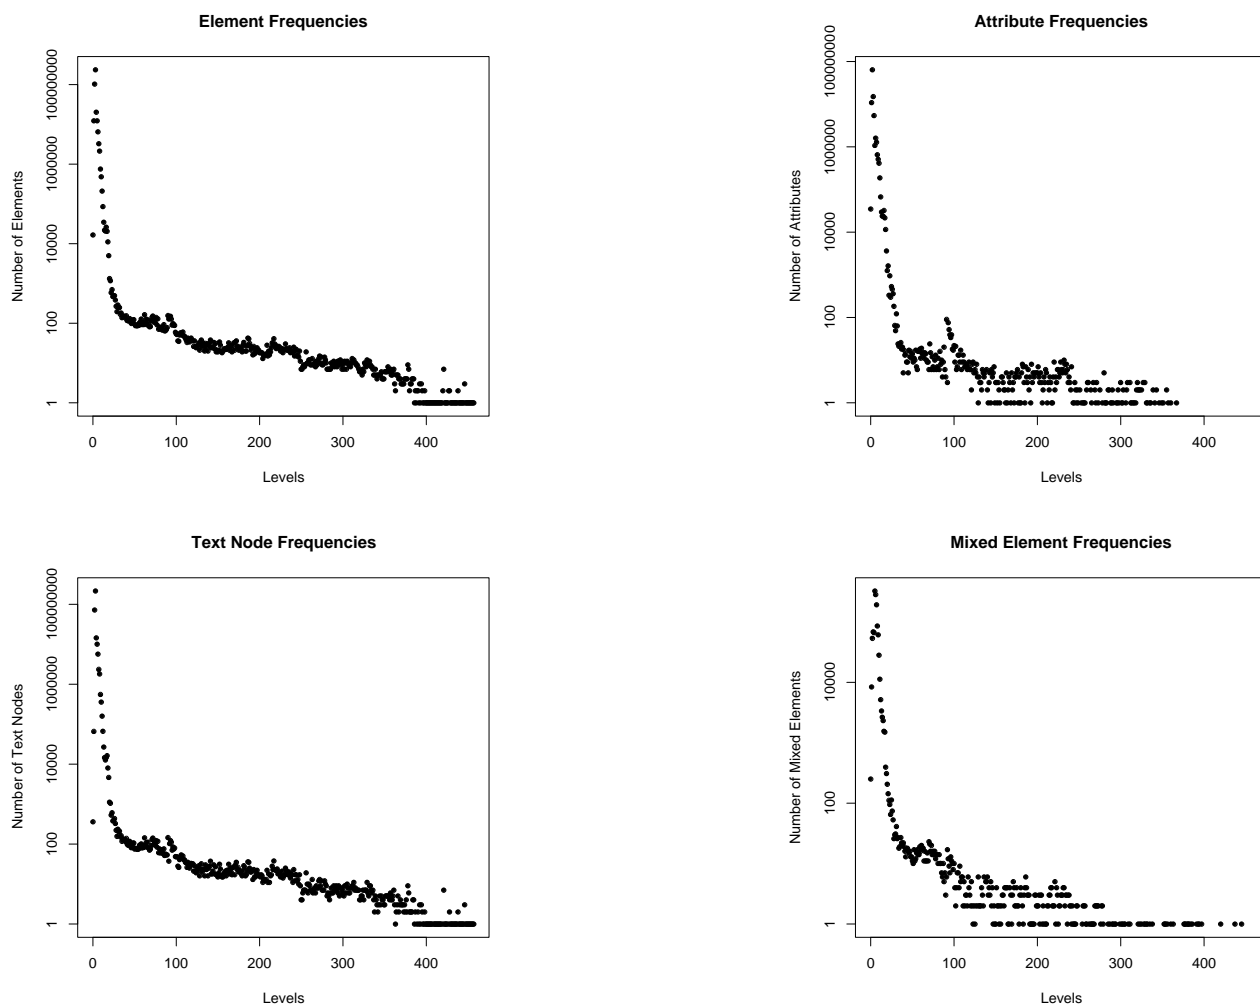 Element Frequencies
Number of Elements
100000000
1000000
10000
100
1
0 100 200 300 400
Levels
Attribute Frequencies
Number of Attributes
100000000
1000000
10000
100
1
0 100 200 300 400
Levels
Text Node Frequencies
Number of Text Nodes
100000000
1000000
10000
100
1
0 100 200 300 400
Levels
Mixed Element Frequencies
Number of Mixed Elements
10000
100
1
0 100 200 300 400
Levels